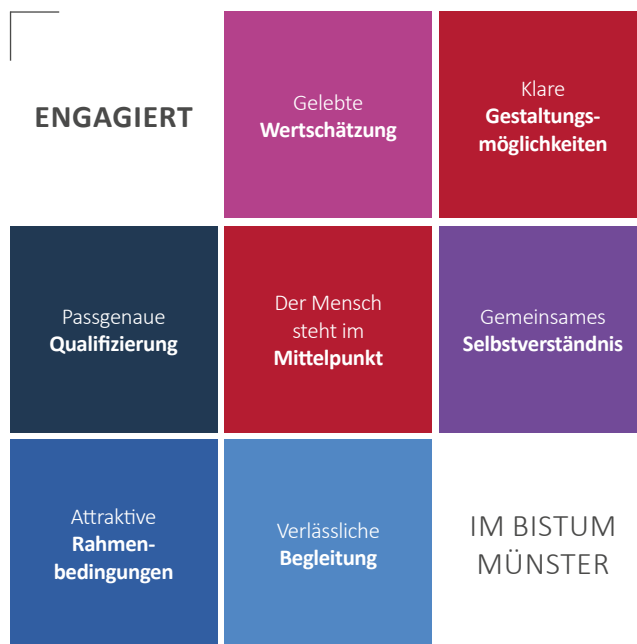 ENGAGIERT
Gelebte
Wertschätzung
Klare
Gestaltungs-
möglichkeiten
Passgenaue
Qualifizierung
Der Mensch
steht im
Mittelpunkt
Gemeinsames
Selbstverständnis
Attraktive
Rahmen-
bedingungen
Verlässliche
Begleitung
IM BISTUM
MÜNSTER